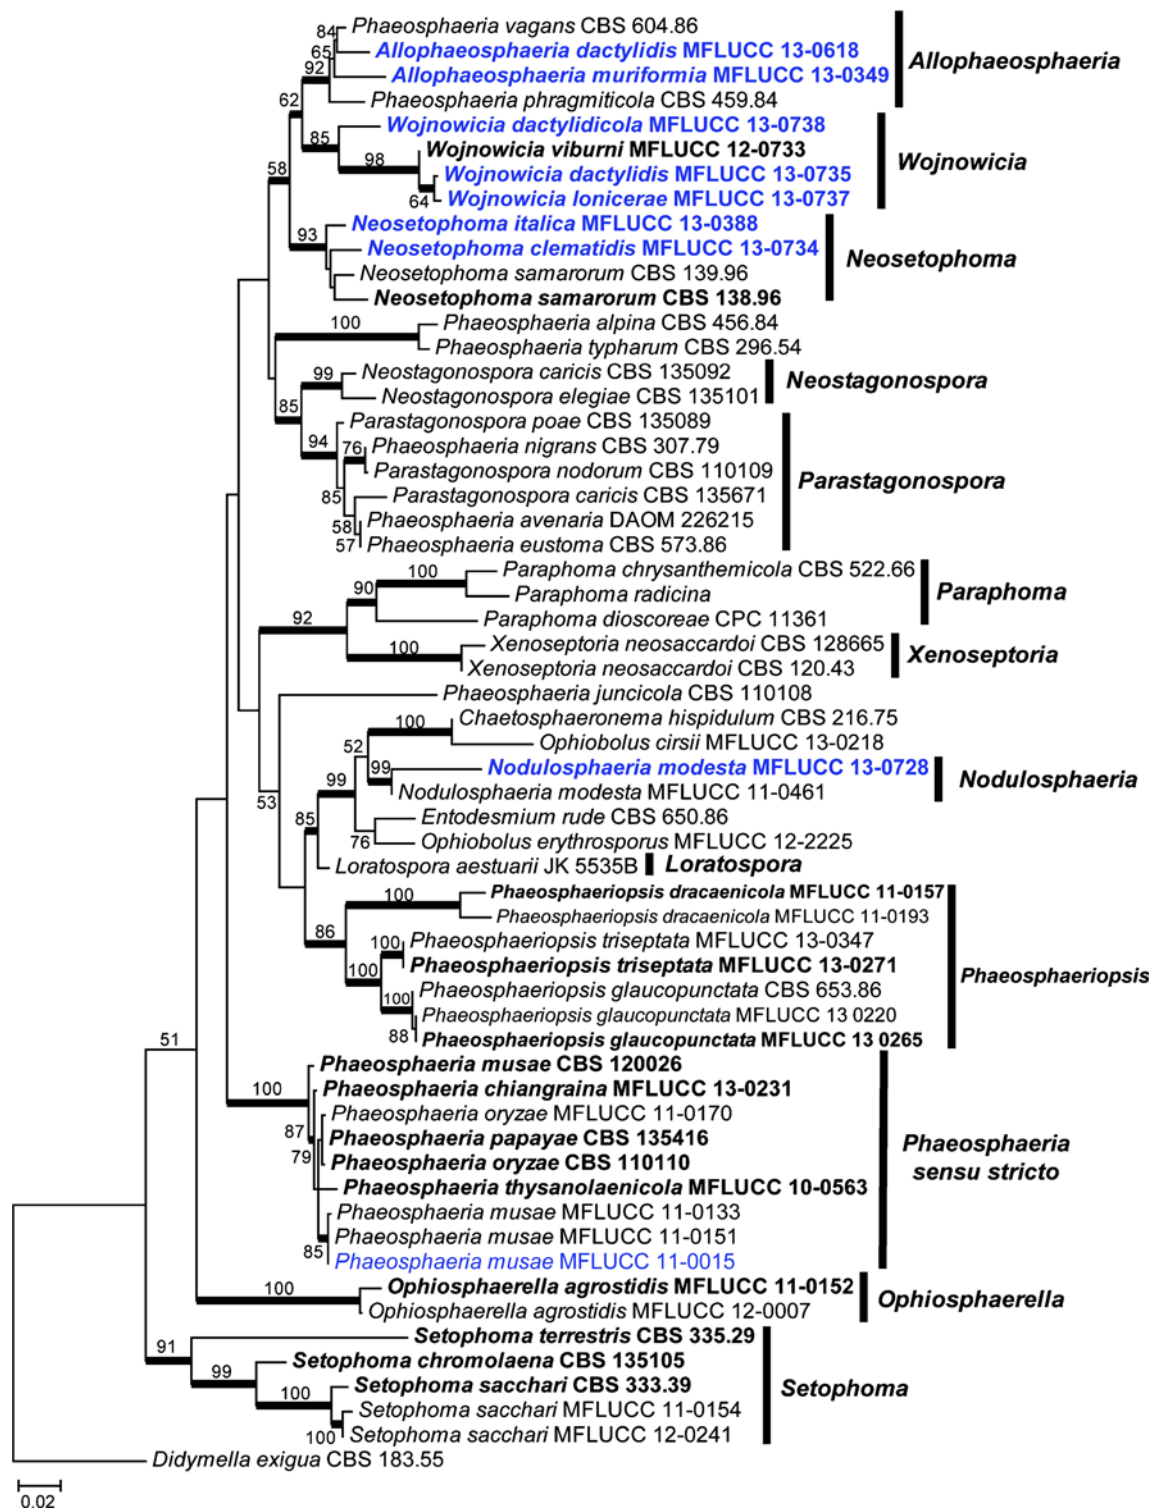 84
Phaeosphaeria vagans CBS 604.86
65
Allophaeosphaeria dactylidis MFLUCC 13-0618
Allophaeosphaeria
92
Allophaeosphaeria muriformia MFLUCC 13-0349
62
Phaeosphaeria phragmiticola CBS 459.84
Wojnowicia dactylidicola MFLUCC 13-0738
85
Wojnowicia viburni MFLUCC 12-0733
Wojnowicia
58
98
Wojnowicia dactylidis MFLUCC 13-0735
64
Wojnowicia lonicerae MFLUCC 13-0737
Neosetophoma italica MFLUCC 13-0388
93
Neosetophoma clematidis MFLUCC 13-0734
Neosetophoma
Neosetophoma samarorum CBS 139.96
Neosetophoma samarorum CBS 138.96
100
Phaeosphaeria alpina CBS 456.84
Phaeosphaeria typharum CBS 296.54
99
Neostagonospora caricis CBS 135092
Neostagonospora
Neostagonospora elegiae CBS 135101
85
Parastagonospora poae CBS 135089
94
76
Phaeosphaeria nigrans CBS 307.79
Parastagonospora nodorum CBS 110109
Parastagonospora
85
Parastagonospora caricis CBS 135671
58
Phaeosphaeria avenaria DAOM 226215
57
Phaeosphaeria eustoma CBS 573.86
100
Paraphoma chrysanthemicola CBS 522.66
90
Paraphoma radicina
Paraphoma
92
Paraphoma dioscoreae CPC 11361
100
Xenoseptoria neosaccardoi CBS 128665
Xenoseptoria
Xenoseptoria neosaccardoi CBS 120.43
Phaeosphaeria juncicola CBS 110108
100
Chaetosphaeronema hispidulum CBS 216.75
52
Ophiobolus cirsii MFLUCC 13-0218
99
99
Nodulosphaeria modesta MFLUCC 13-0728
Nodulosphaeria
53
Nodulosphaeria modesta MFLUCC 11-0461
85
Entodesmium rude CBS 650.86
76
Ophiobolus erythrosporus MFLUCC 12-2225
Loratospora aestuarii JK 5535B
Loratospora
100
Phaeosphaeriopsis dracaenicola MFLUCC 11-0157
Phaeosphaeriopsis dracaenicola MFLUCC 11-0193
86
100
Phaeosphaeriopsis triseptata MFLUCC 13-0347
100
Phaeosphaeriopsis triseptata MFLUCC 13-0271
Phaeosphaeriopsis
100
Phaeosphaeriopsis glaucopunctata CBS 653.86
Phaeosphaeriopsis glaucopunctata MFLUCC 13 0220
88
Phaeosphaeriopsis glaucopunctata MFLUCC 13 0265
51
Phaeosphaeria musae CBS 120026
100
Phaeosphaeria chiangraina MFLUCC 13-0231
Phaeosphaeria oryzae MFLUCC 11-0170
87
Phaeosphaeria papayae CBS 135416
Phaeosphaeria
79
Phaeosphaeria oryzae CBS 110110
sensu stricto
Phaeosphaeria thysanolaenicola MFLUCC 10-0563
Phaeosphaeria musae MFLUCC 11-0133
Phaeosphaeria musae MFLUCC 11-0151
85
Phaeosphaeria musae MFLUCC 11-0015
100
Ophiosphaerella agrostidis MFLUCC 11-0152
Ophiosphaerella
Ophiosphaerella agrostidis MFLUCC 12-0007
91
Setophoma terrestris CBS 335.29
99
Setophoma chromolaena CBS 135105
Setophoma
100
Setophoma sacchari CBS 333.39
Setophoma sacchari MFLUCC 11-0154
100
Setophoma sacchari MFLUCC 12-0241
Didymella exigua CBS 183.55
0.02